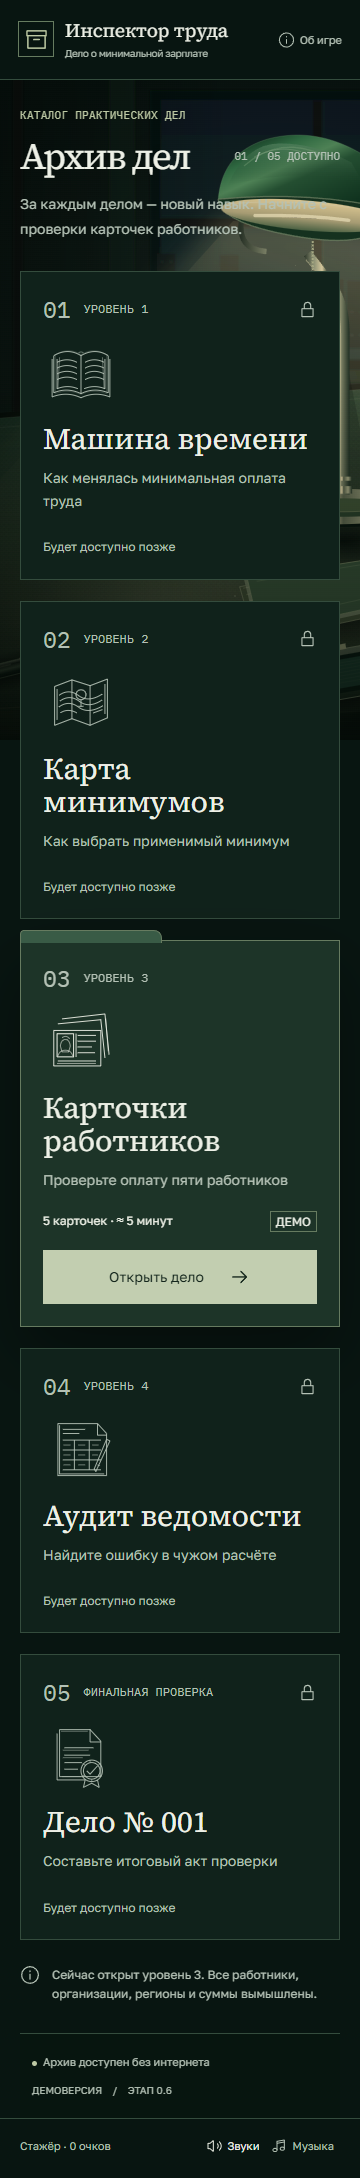 Инспектор труда
Дело о минимальной зарплате
Об игре
КАТАЛОГ ПРАКТИЧЕСКИХ ДЕЛ
Архив дел
01 / 05 ДОСТУПНО
За каждым делом — новый навык. Начните с
проверки карточек работников.
01 УРОВЕНЬ 1
Машина времени
Как менялась минимальная оплата
труда
Будет доступно позже
02 УРОВЕНЬ 2
Карта
минимумов
Как выбрать применимый минимум
Будет доступно позже
03 УРОВЕНЬ 3
Карточки
работников
Проверьте оплату пяти работников
5 карточек · ≈ 5 минут
ДЕМО
Открыть дело →
04 УРОВЕНЬ 4
Аудит ведомости
Найдите ошибку в чужом расчёте
Будет доступно позже
05 ФИНАЛЬНАЯ ПРОВЕРКА
Дело № 001
Составьте итоговый акт проверки
Будет доступно позже
Сейчас открыт уровень 3. Все работники,
организации, регионы и суммы вымышлены.
Архив доступен без интернета
ДЕМОВЕРСИЯ / ЭТАП 0.6
Стажёр · 0 очков
Звуки
Музыка